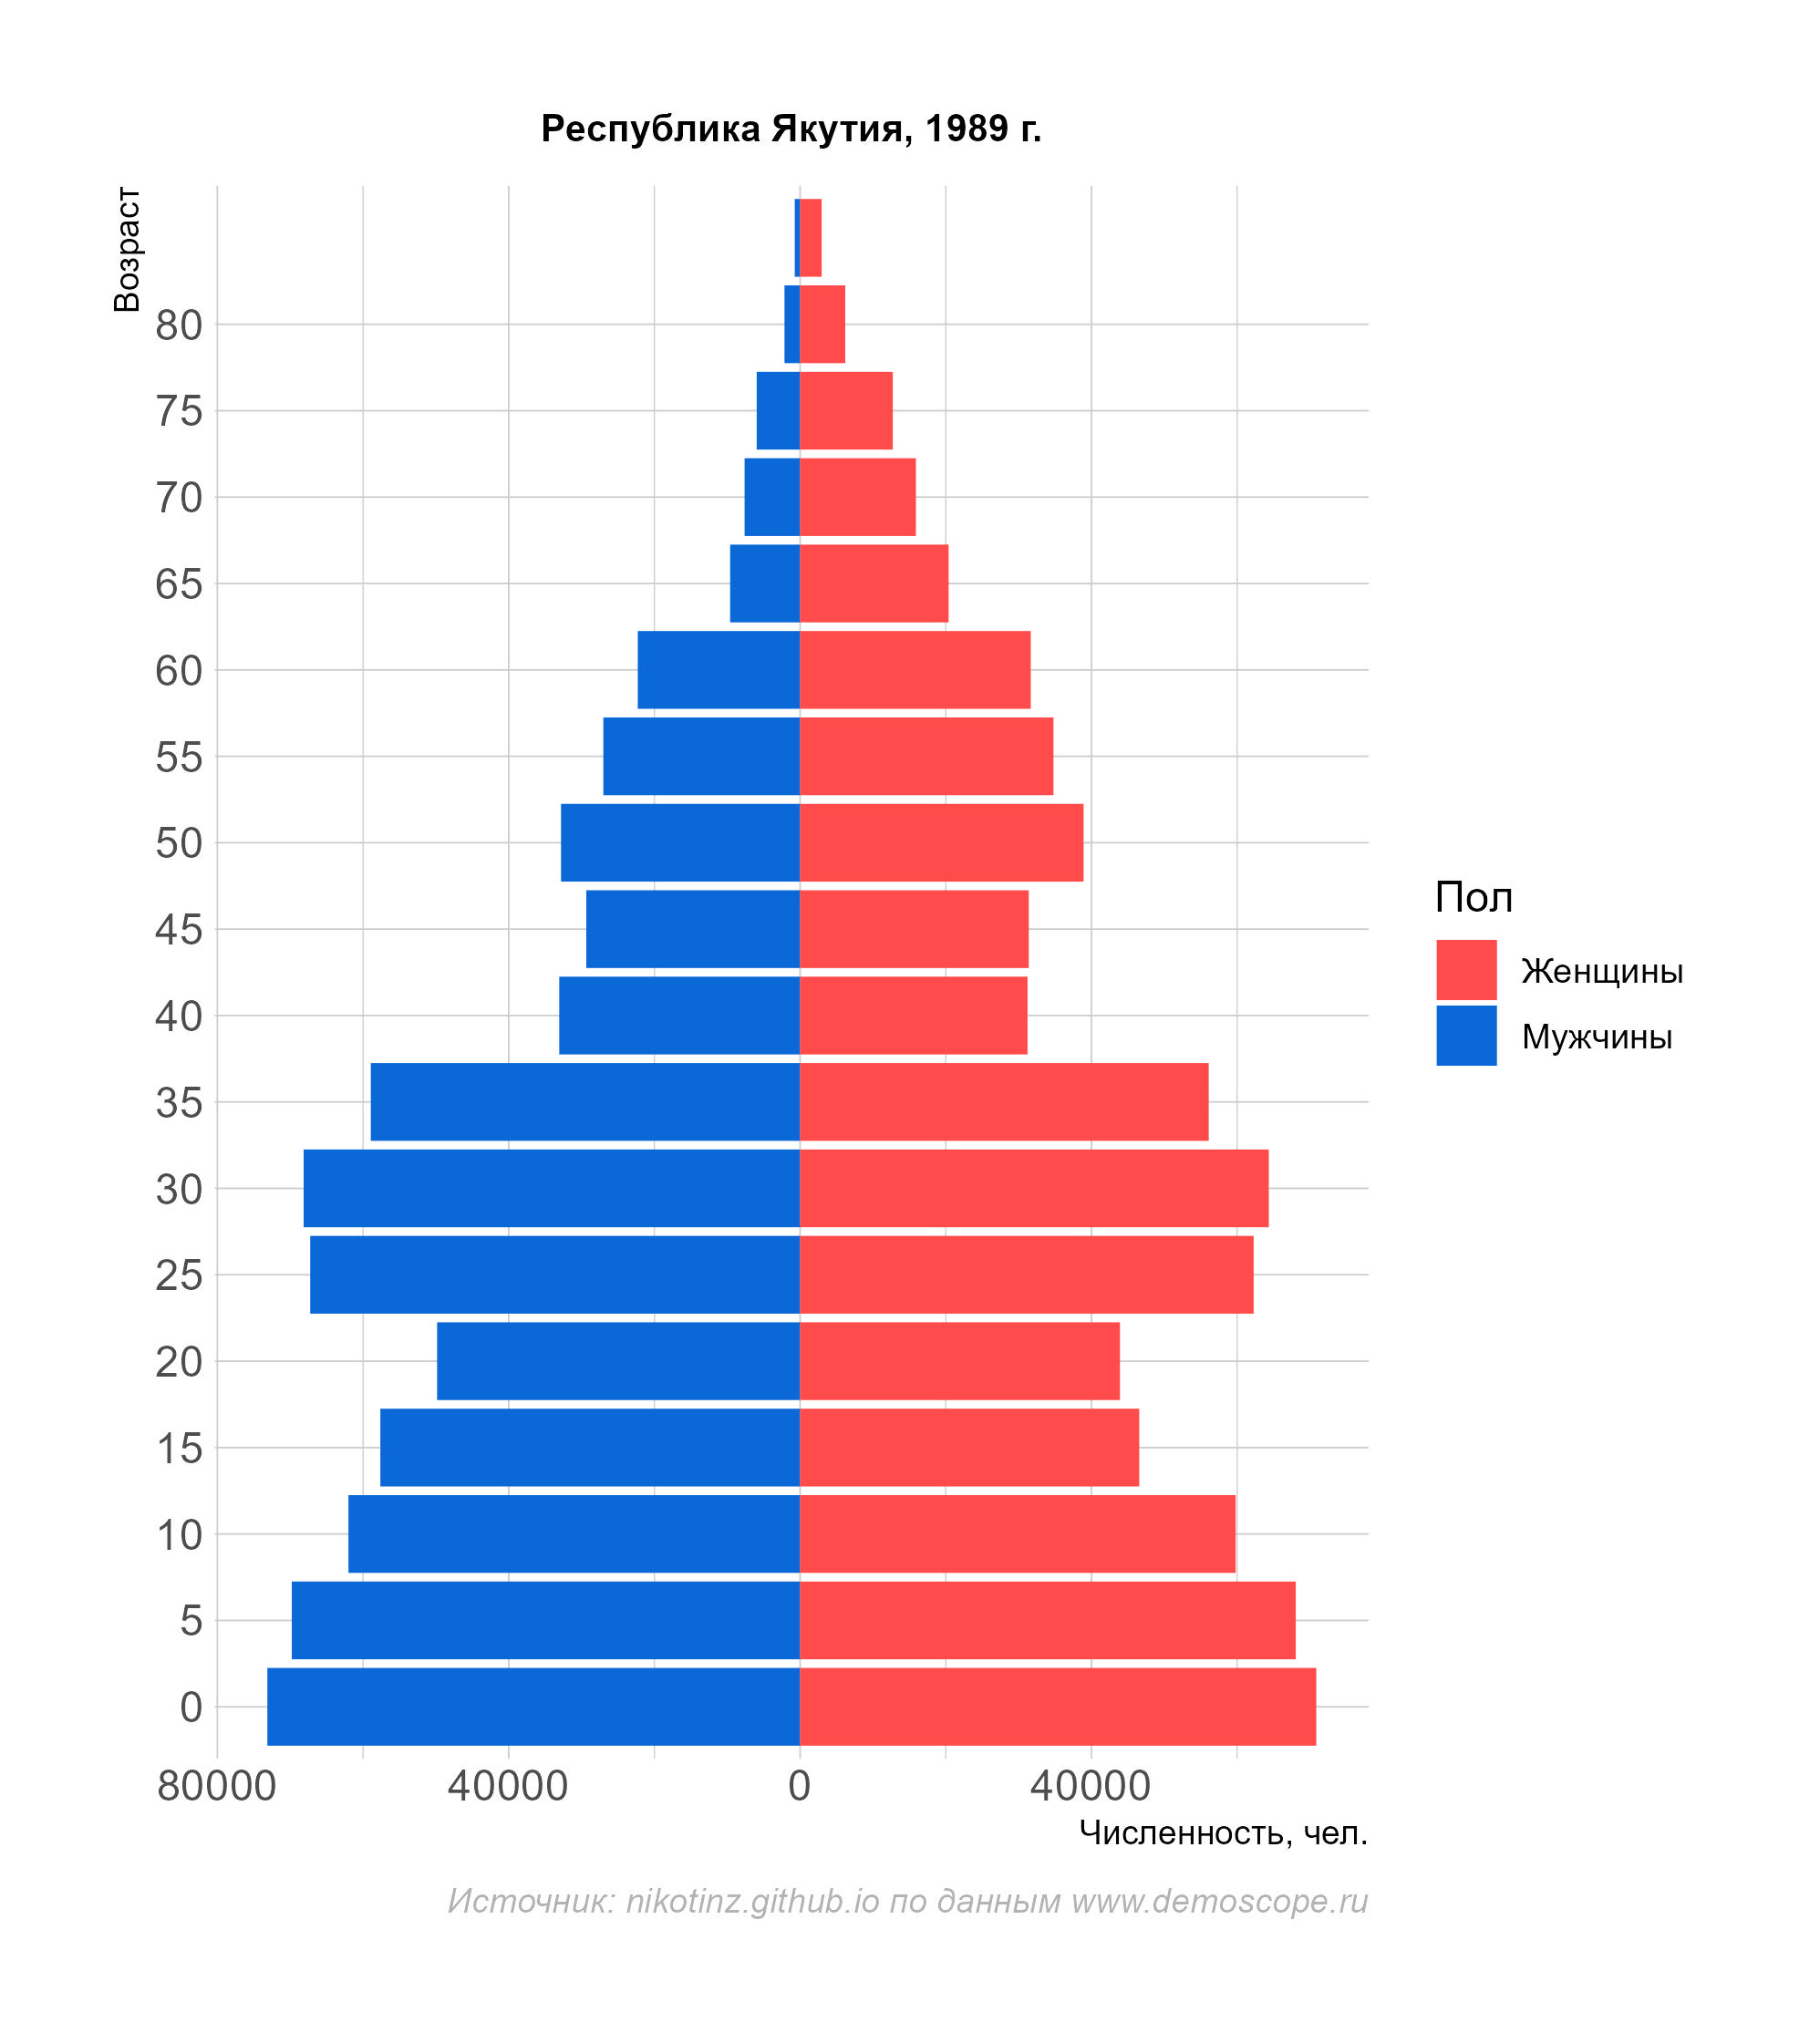 Республика Якутия, 1989 г.
Возраст
80
75
70
65
60
55
50
45
40
35
30
25
20
15
10
5
0
80000 40000 0 40000
Численность, чел.
Пол
Женщины
Мужчины
Источник: nikotinz.github.io по данным www.demoscope.ru